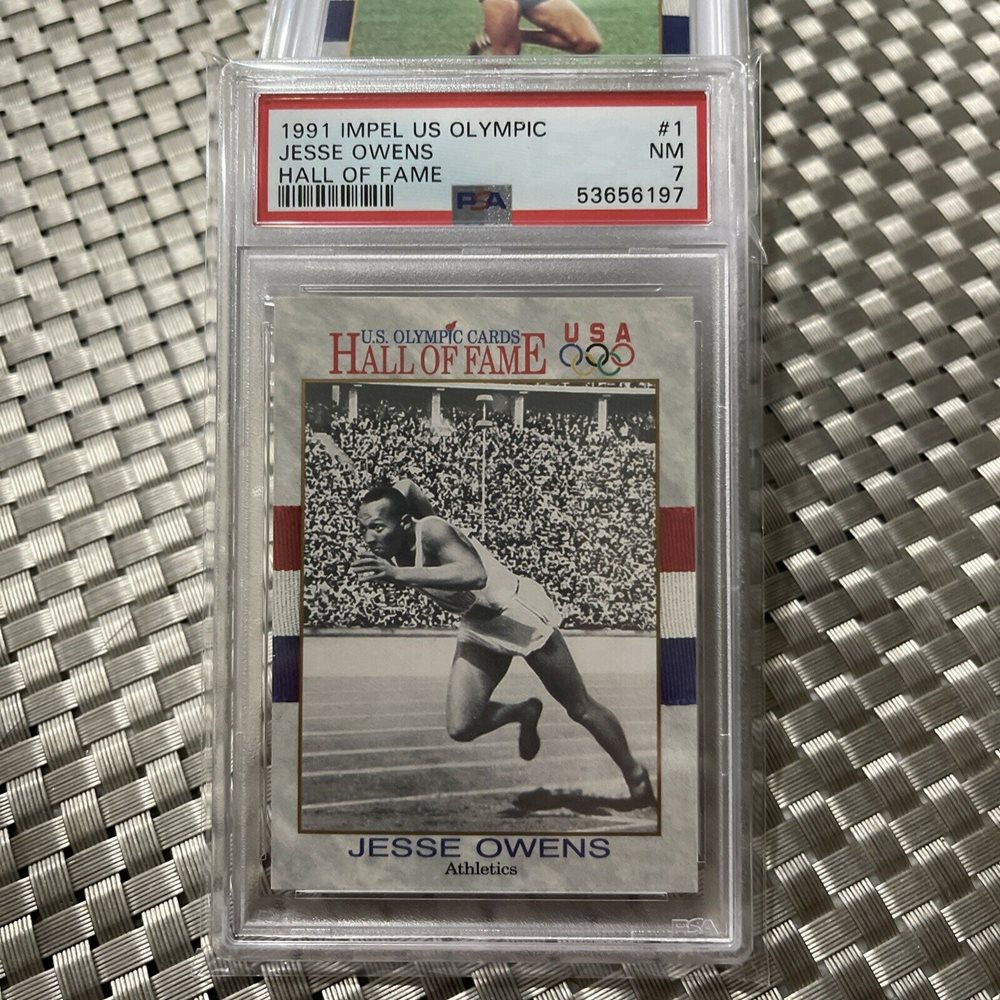 1991 IMPEL US OLYMPIC #1
JESSE OWENS NM
HALL OF FAME 7
PSA 53656197
U.S. OLYMPIC CARDS
HALL OF FAME
USA
JESSE OWENS
Athletics
PSA